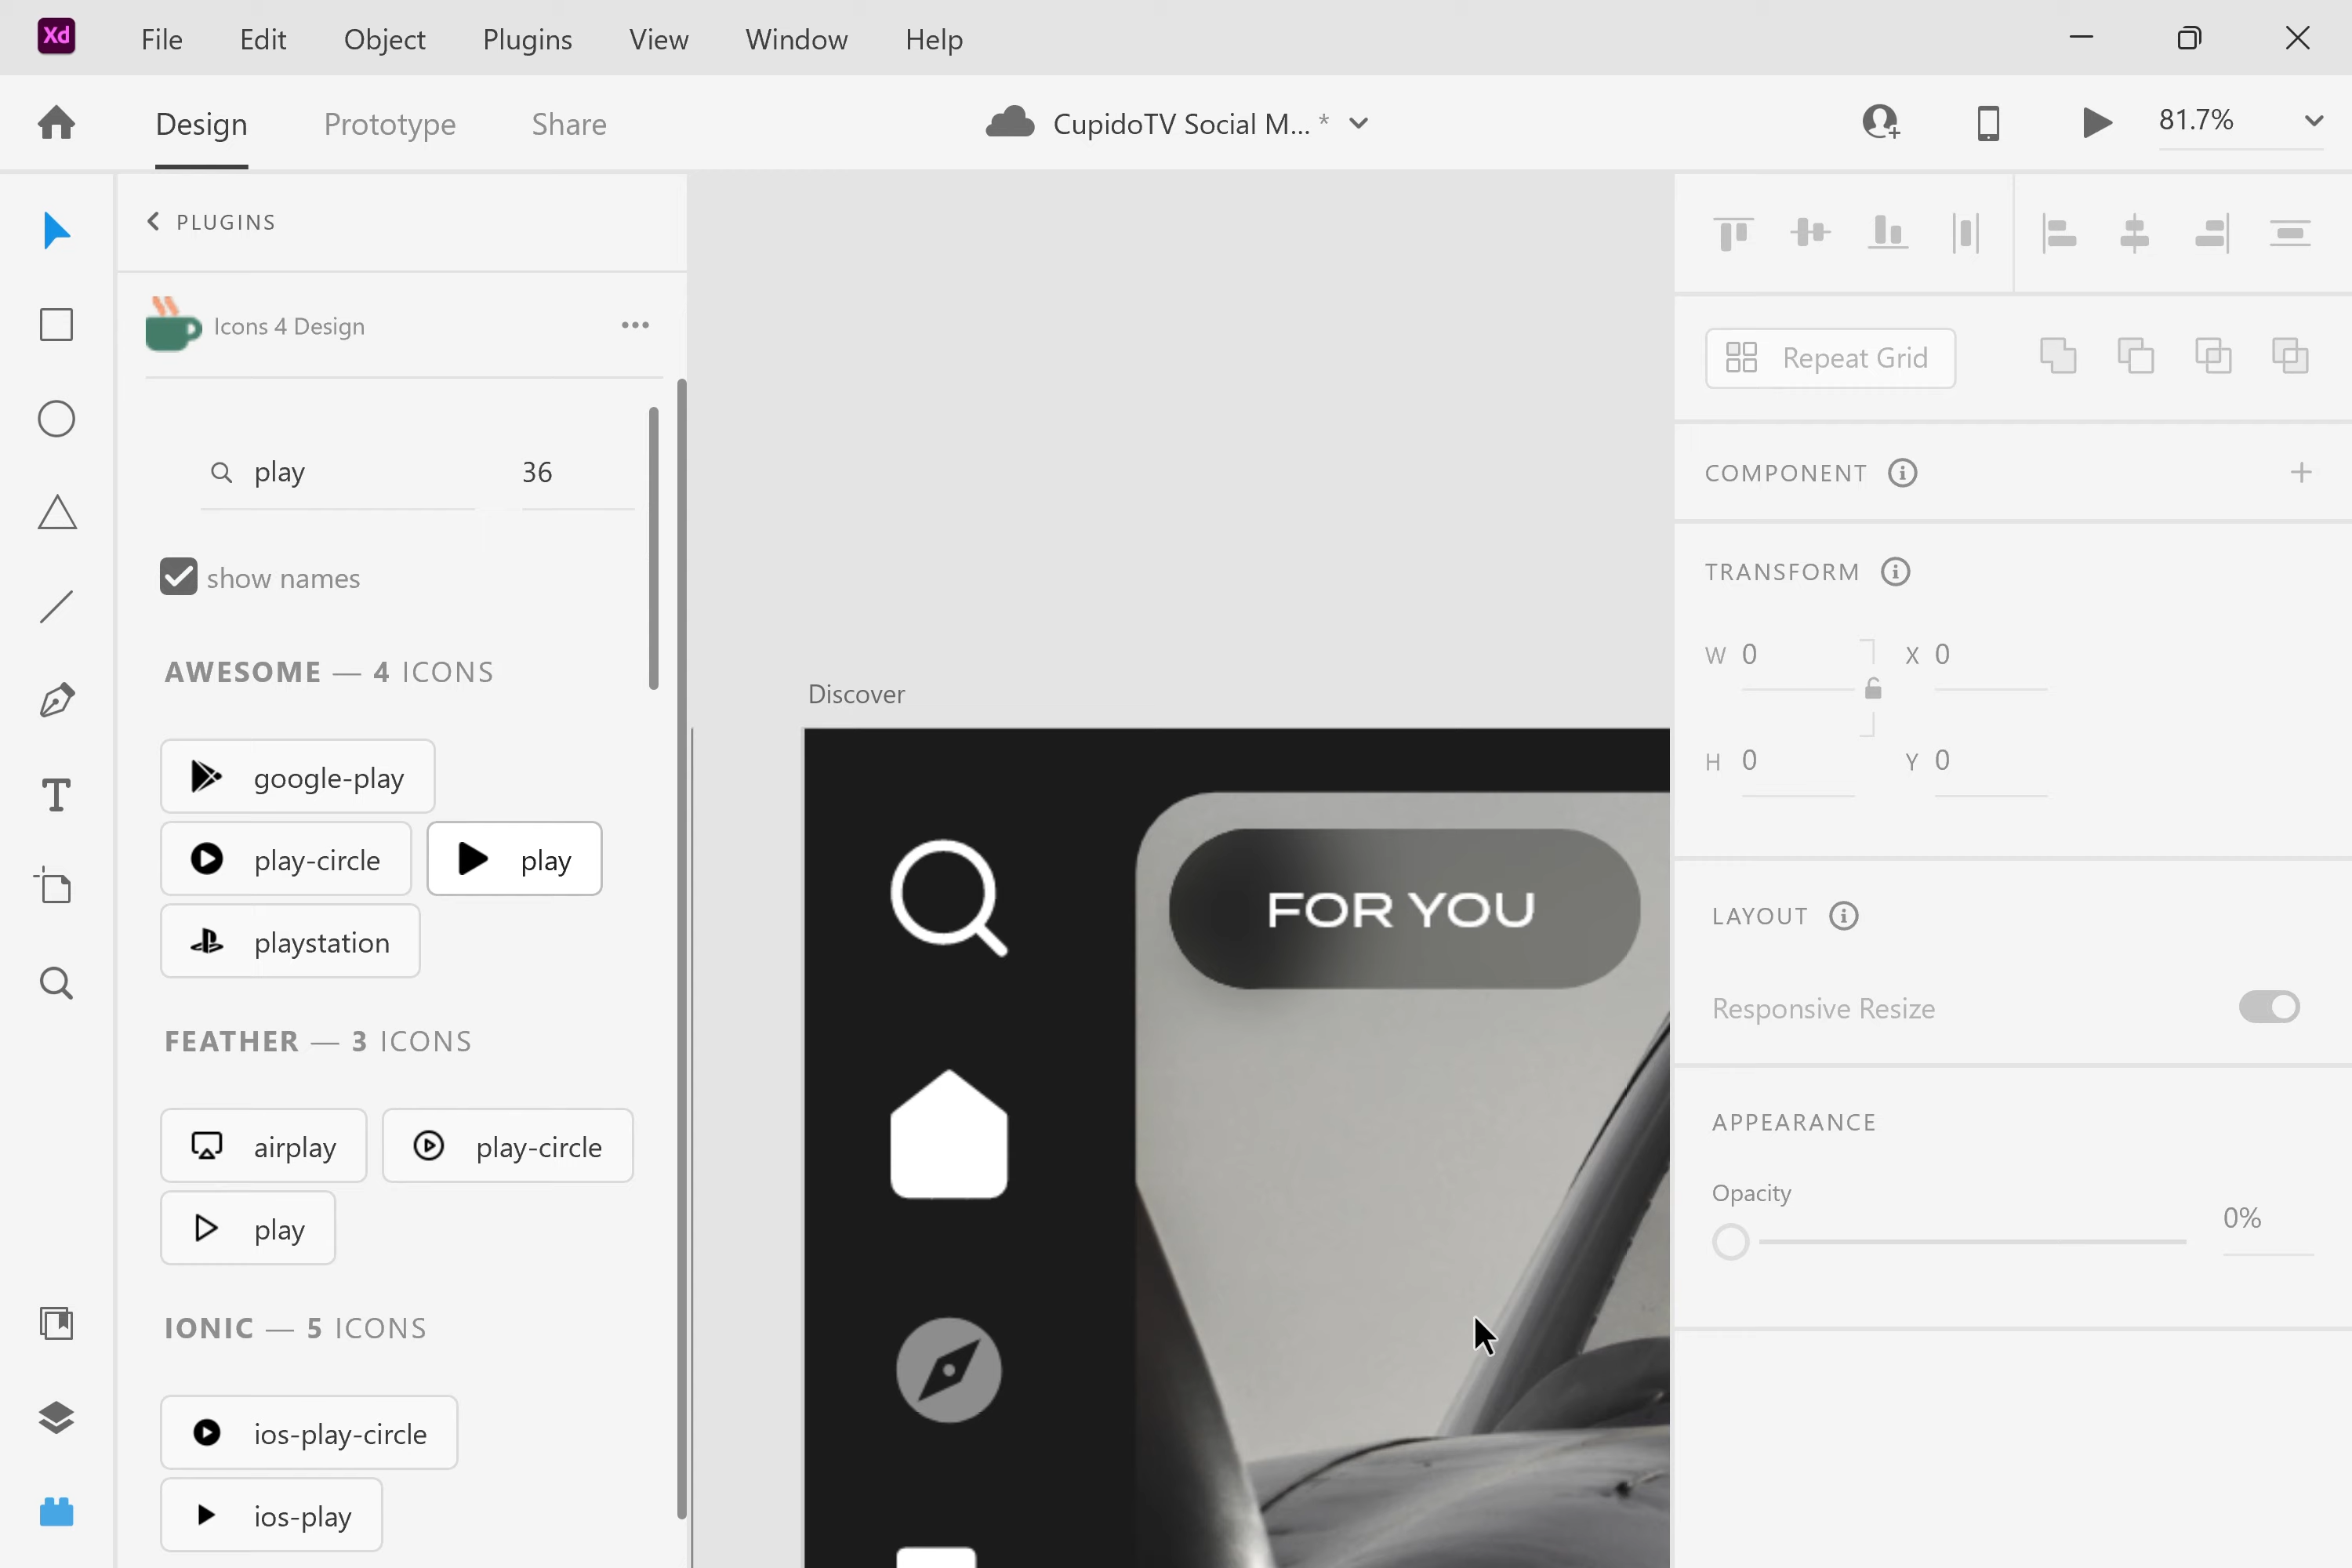 Xd File Edit Object Plugins View Window Help
Design Prototype Share CupidoTV Social M... * 81.7%
PLUGINS
Icons 4 Design
play 36
show names
AWESOME — 4 ICONS
google-play
play-circle play
playstation
FEATHER — 3 ICONS
airplay play-circle
play
IONIC — 5 ICONS
ios-play-circle
ios-play
Discover
FOR YOU
Repeat Grid
COMPONENT
TRANSFORM
W 0 X 0
H 0 Y 0
LAYOUT
Responsive Resize
APPEARANCE
Opacity
0%